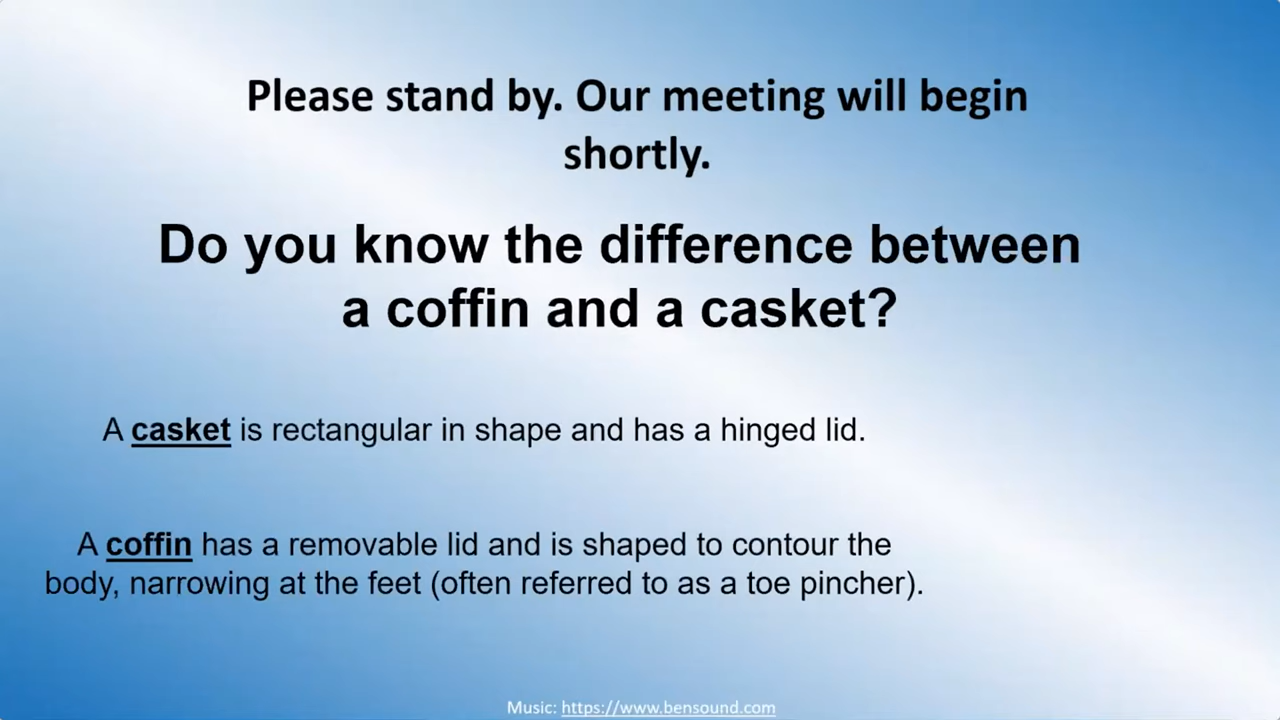 Please stand by. Our meeting will begin
shortly.
Do you know the difference between
a coffin and a casket?
A casket is rectangular in shape and has a hinged lid.
A coffin has a removable lid and is shaped to contour the
body, narrowing at the feet (often referred to as a toe pincher).
Music: https://www.bensound.com